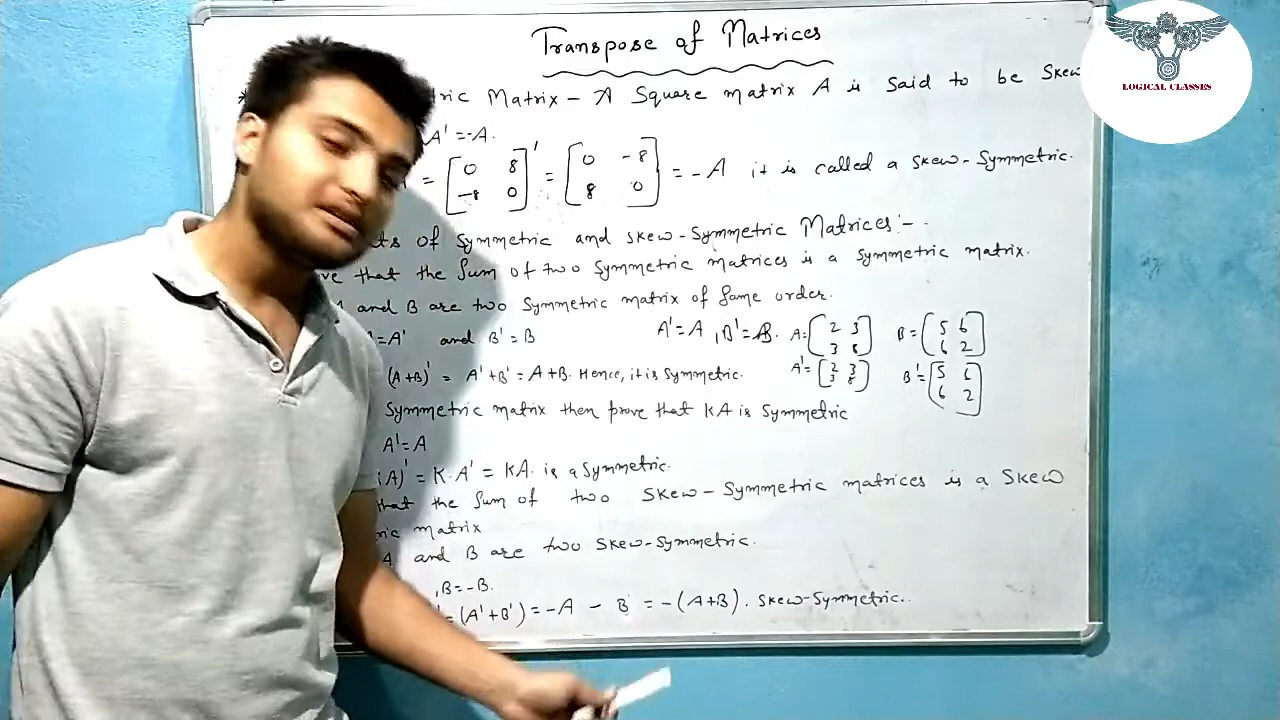 Transpose of Matrices
LOGICAL CLASSES
* ric Matrix - A Square matrix A is Said to be Skew
A' = -A.
= [0 8 -8 0]' = [0 -8 8 0] = -A it is called a Skew-Symmetric.
ts of Symmetric and skew-Symmetric Matrices:-
ve that the Sum of two Symmetric matrices is a Symmetric matrix.
A and B are two Symmetric matrix of Same order.
=A' and B' = B A' = A , B' = B. A = [2 3 3 8] B = [5 6 6 2]
(A+B)' = A'+B' = A+B. Hence, it is Symmetric. A' = [2 3 3 8] B' = [5 6 6 2]
Symmetric matrix then prove that KA is Symmetric
A' = A
(A)' = K.A' = KA. is a Symmetric.
that the Sum of two Skew-Symmetric matrices is a Skew
ric matrix
A and B are two Skew-Symmetric.
, B = -B.
' = (A'+B') = -A - B = -(A+B). Skew-Symmetric..